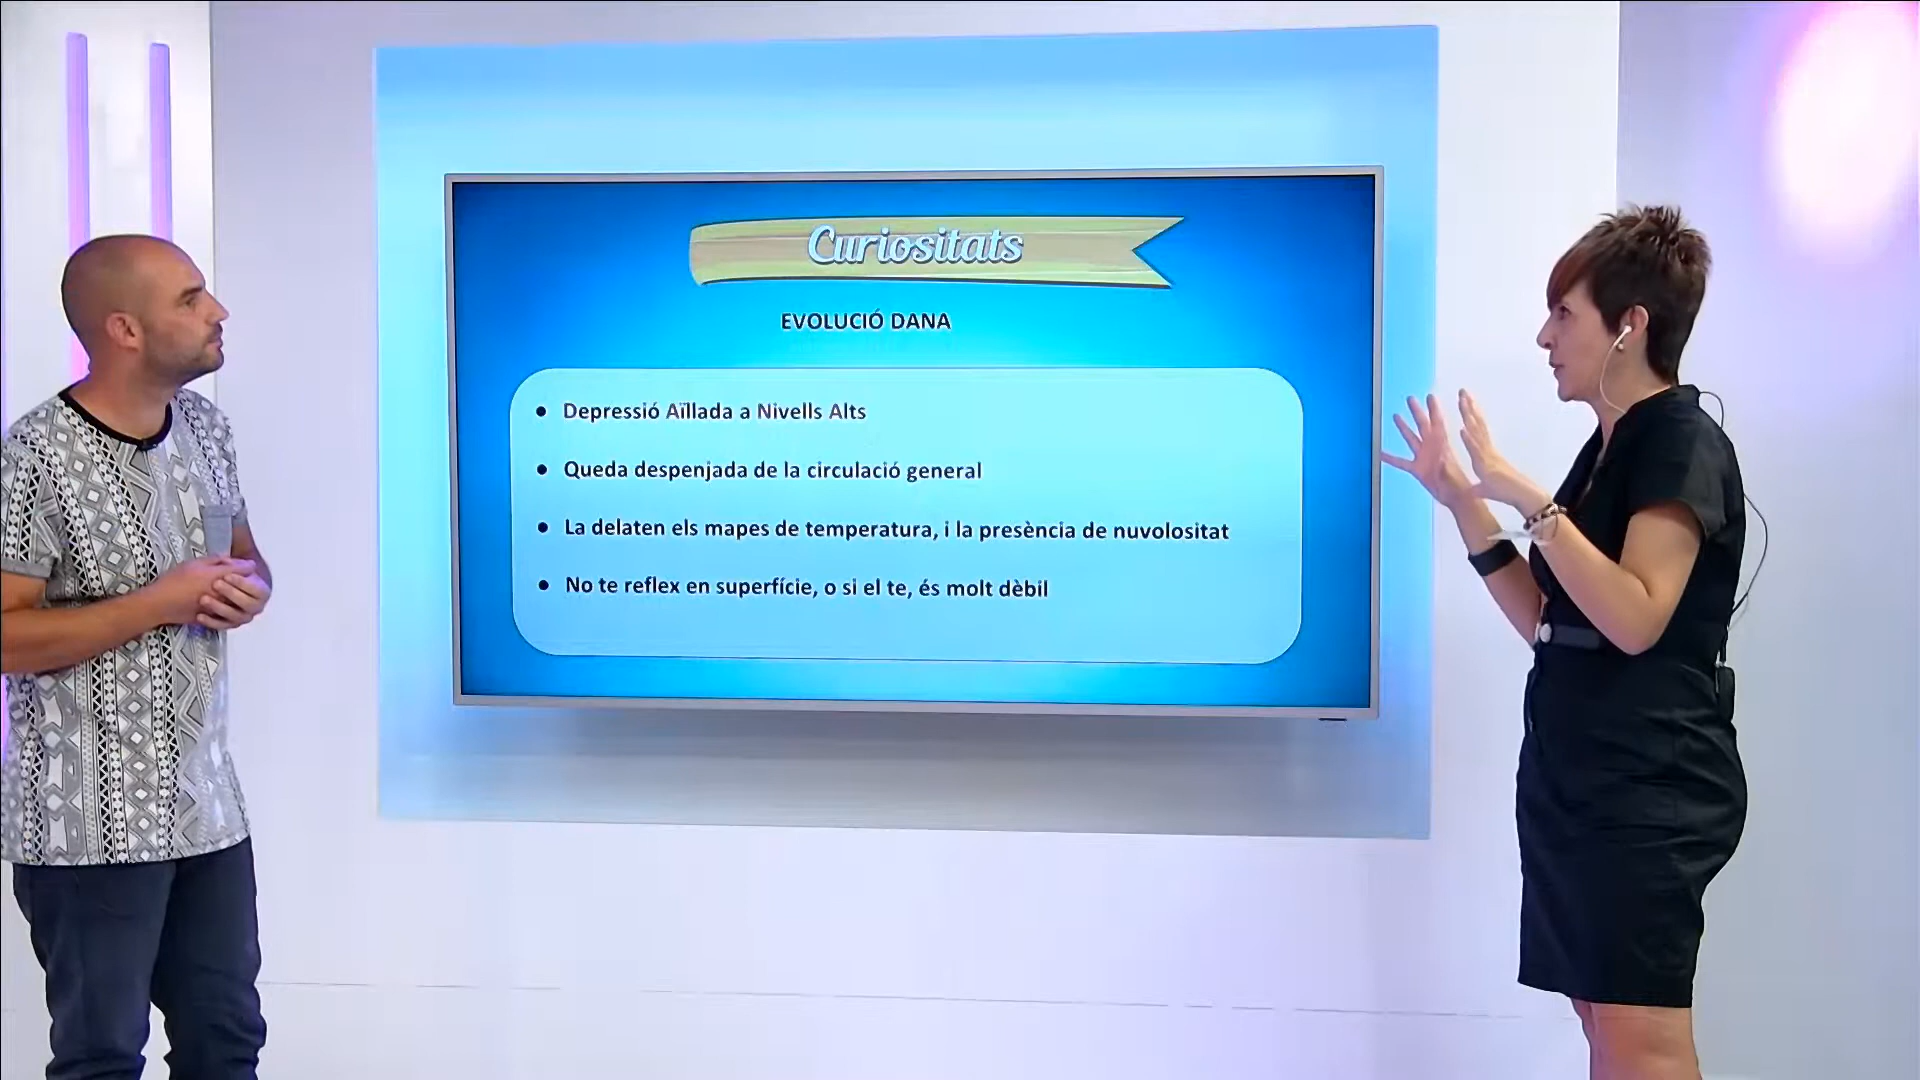 Curiositats
EVOLUCIÓ DANA
● Depressió Aïllada a Nivells Alts
● Queda despenjada de la circulació general
● La delaten els mapes de temperatura, i la presència de nuvolositat
● No te reflex en superfície, o si el te, és molt dèbil